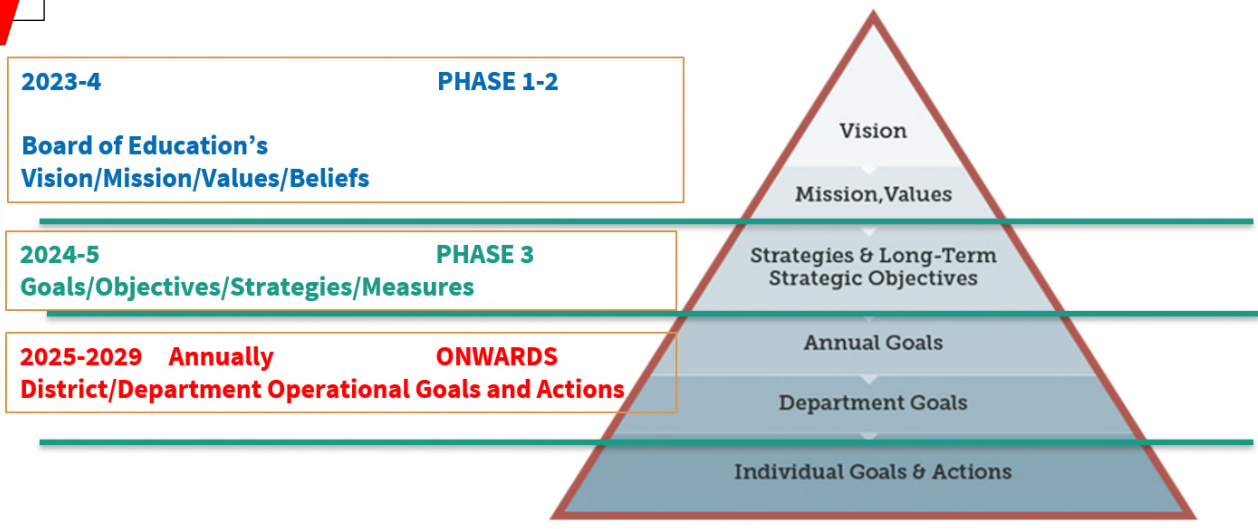 2023-4 PHASE 1-2
Board of Education’s
Vision/Mission/Values/Beliefs
2024-5 PHASE 3
Goals/Objectives/Strategies/Measures
2025-2029 Annually ONWARDS
District/Department Operational Goals and Actions
Vision
Mission,Values
Strategies & Long-Term
Strategic Objectives
Annual Goals
Department Goals
Individual Goals & Actions